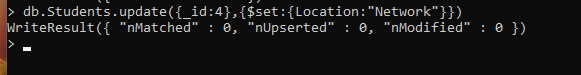 > db.Students.update({_id:4},{$set:{Location:"Network"}})
WriteResult({ "nMatched" : 0, "nUpserted" : 0, "nModified" : 0 })
>